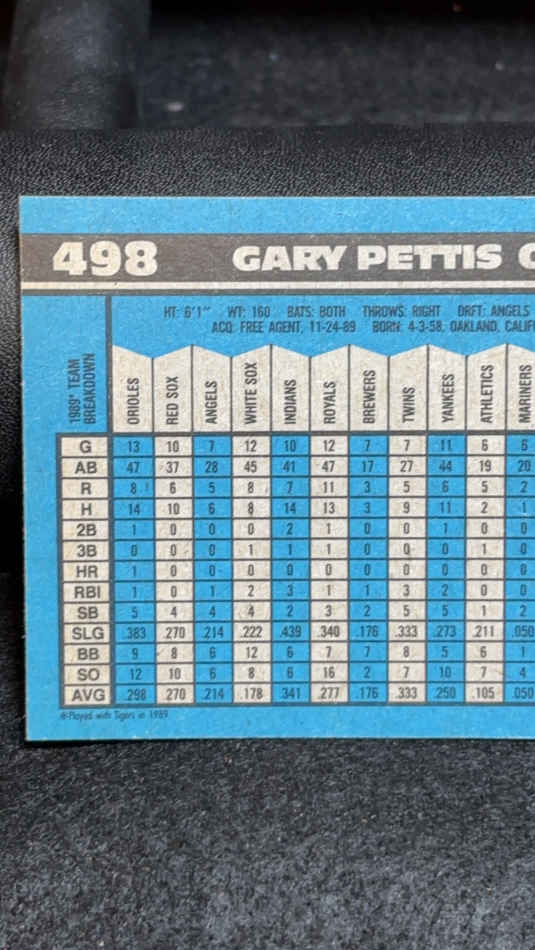 498 GARY PETTIS
HT: 6'1" WT: 160 BATS: BOTH THROWS: RIGHT DRFT: ANGELS
ACQ: FREE AGENT, 11-24-89 BORN: 4-3-58, OAKLAND, CALIF
1989* TEAM BREAKDOWN ORIOLES RED SOX ANGELS WHITE SOX INDIANS ROYALS BREWERS TWINS YANKEES ATHLETICS MARINERS
G 13 10 7 12 10 12 7 7 11 6 6
AB 47 37 28 45 41 47 17 27 44 19 20
R 8 6 5 8 7 11 3 5 6 5 2
H 14 10 6 8 14 13 3 9 11 2 1
2B 1 0 0 0 2 1 0 0 1 0 0
3B 0 0 0 1 1 1 0 0 0 1 0
HR 1 0 0 0 0 0 0 0 0 0 0
RBI 1 0 1 2 3 1 1 3 2 0 0
SB 5 4 4 4 2 3 2 5 5 1 2
SLG .383 .270 .214 .222 .439 .340 .176 .333 .273 .211 .050
BB 9 8 6 12 6 7 7 8 5 6 1
SO 12 10 6 8 6 16 2 7 10 7 4
AVG .298 .270 .214 .178 .341 .277 .176 .333 .250 .105 .050
*Played with Tigers in 1989